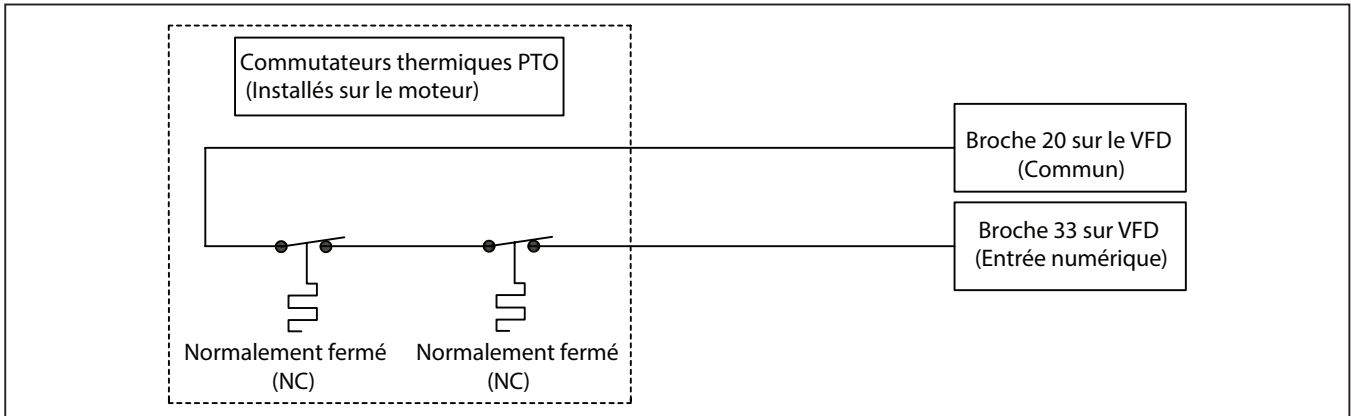 Commutateurs thermiques PTO
(Installés sur le moteur)
Broche 20 sur le VFD
(Commun)
Broche 33 sur VFD
(Entrée numérique)
Normalement fermé
(NC)
Normalement fermé
(NC)